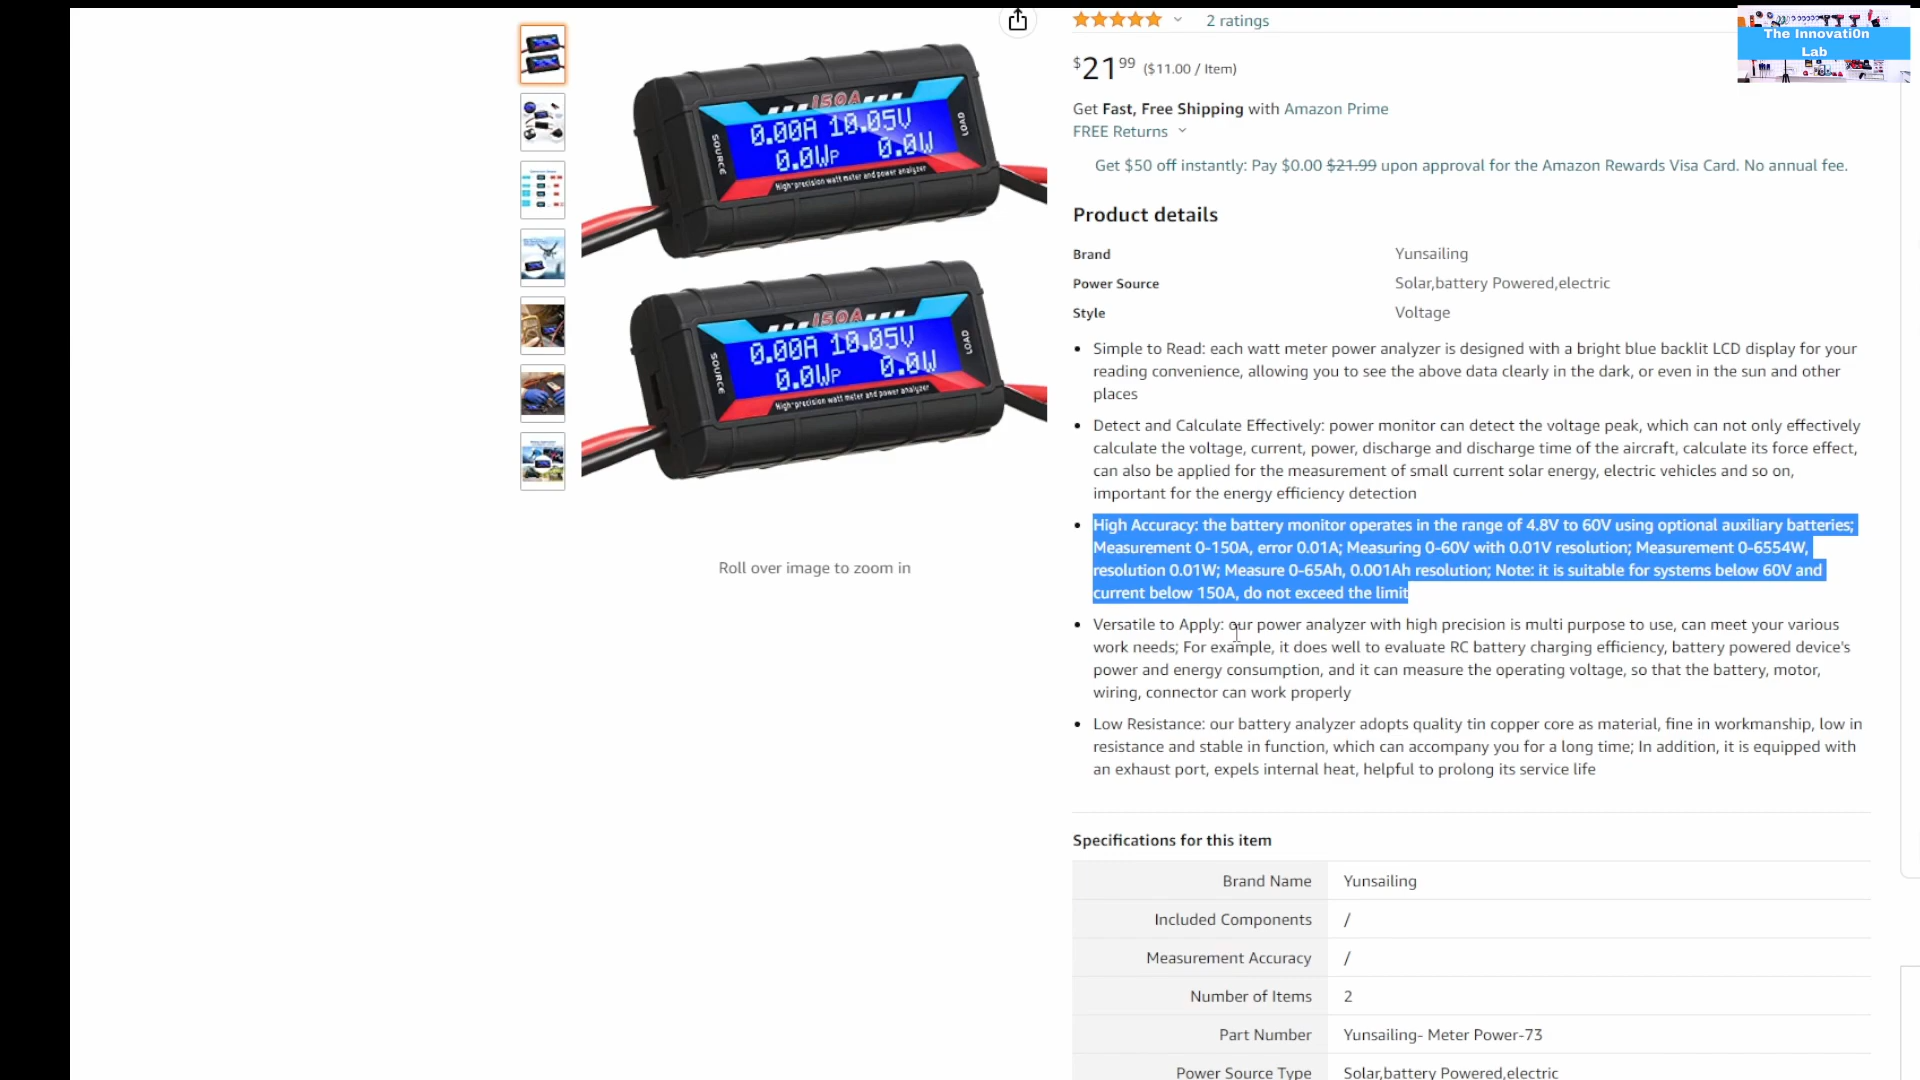 2 ratings
The Innovati0n
Lab
$21.99 ($11.00 / Item)
Get Fast, Free Shipping with Amazon Prime
FREE Returns
Get $50 off instantly: Pay $0.00 $21.99 upon approval for the Amazon Rewards Visa Card. No annual fee.
150A
SOURCE
LOAD
0.00A 10.05V
0.0Wp 0.0W
High-precision watt meter and power analyzer
150A
SOURCE
LOAD
0.00A 10.05V
0.0Wp 0.0W
High-precision watt meter and power analyzer
Roll over image to zoom in
Product details
Brand Yunsailing
Power Source Solar,battery Powered,electric
Style Voltage
Simple to Read: each watt meter power analyzer is designed with a bright blue backlit LCD display for your
reading convenience, allowing you to see the above data clearly in the dark, or even in the sun and other
places
Detect and Calculate Effectively: power monitor can detect the voltage peak, which can not only effectively
calculate the voltage, current, power, discharge and discharge time of the aircraft, calculate its force effect,
can also be applied for the measurement of small current solar energy, electric vehicles and so on,
important for the energy efficiency detection
High Accuracy: the battery monitor operates in the range of 4.8V to 60V using optional auxiliary batteries;
Measurement 0-150A, error 0.01A; Measuring 0-60V with 0.01V resolution; Measurement 0-6554W,
resolution 0.01W; Measure 0-65Ah, 0.001Ah resolution; Note: it is suitable for systems below 60V and
current below 150A, do not exceed the limit
Versatile to Apply: our power analyzer with high precision is multi purpose to use, can meet your various
work needs; For example, it does well to evaluate RC battery charging efficiency, battery powered device's
power and energy consumption, and it can measure the operating voltage, so that the battery, motor,
wiring, connector can work properly
Low Resistance: our battery analyzer adopts quality tin copper core as material, fine in workmanship, low in
resistance and stable in function, which can accompany you for a long time; In addition, it is equipped with
an exhaust port, expels internal heat, helpful to prolong its service life
Specifications for this item
Brand Name Yunsailing
Included Components /
Measurement Accuracy /
Number of Items 2
Part Number Yunsailing- Meter Power-73
Power Source Type Solar,battery Powered,electric